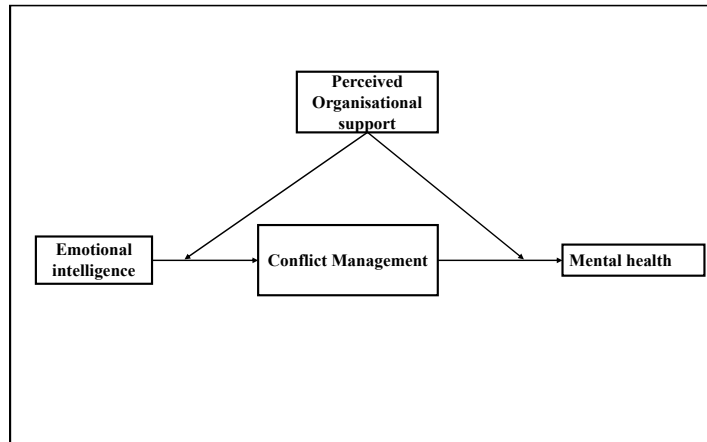 Perceived
Organisational
support
Emotional
intelligence
Conflict Management
Mental health